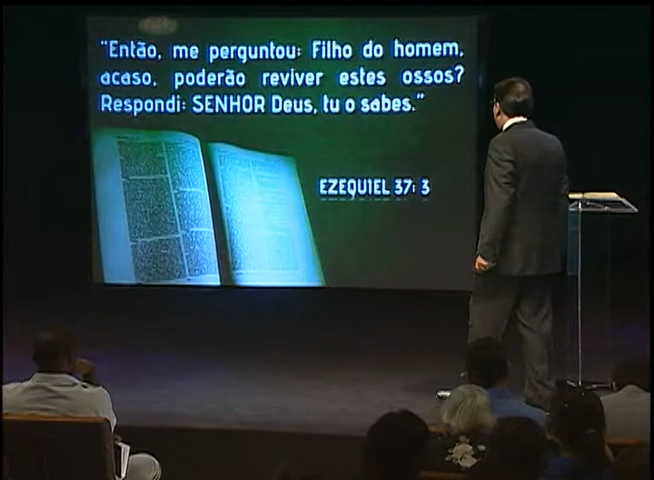 "Então, me perguntou: Filho do homem,
acaso, poderão reviver estes ossos?
Respondi: SENHOR Deus, tu o sabes."
EZEQUIEL 37: 3